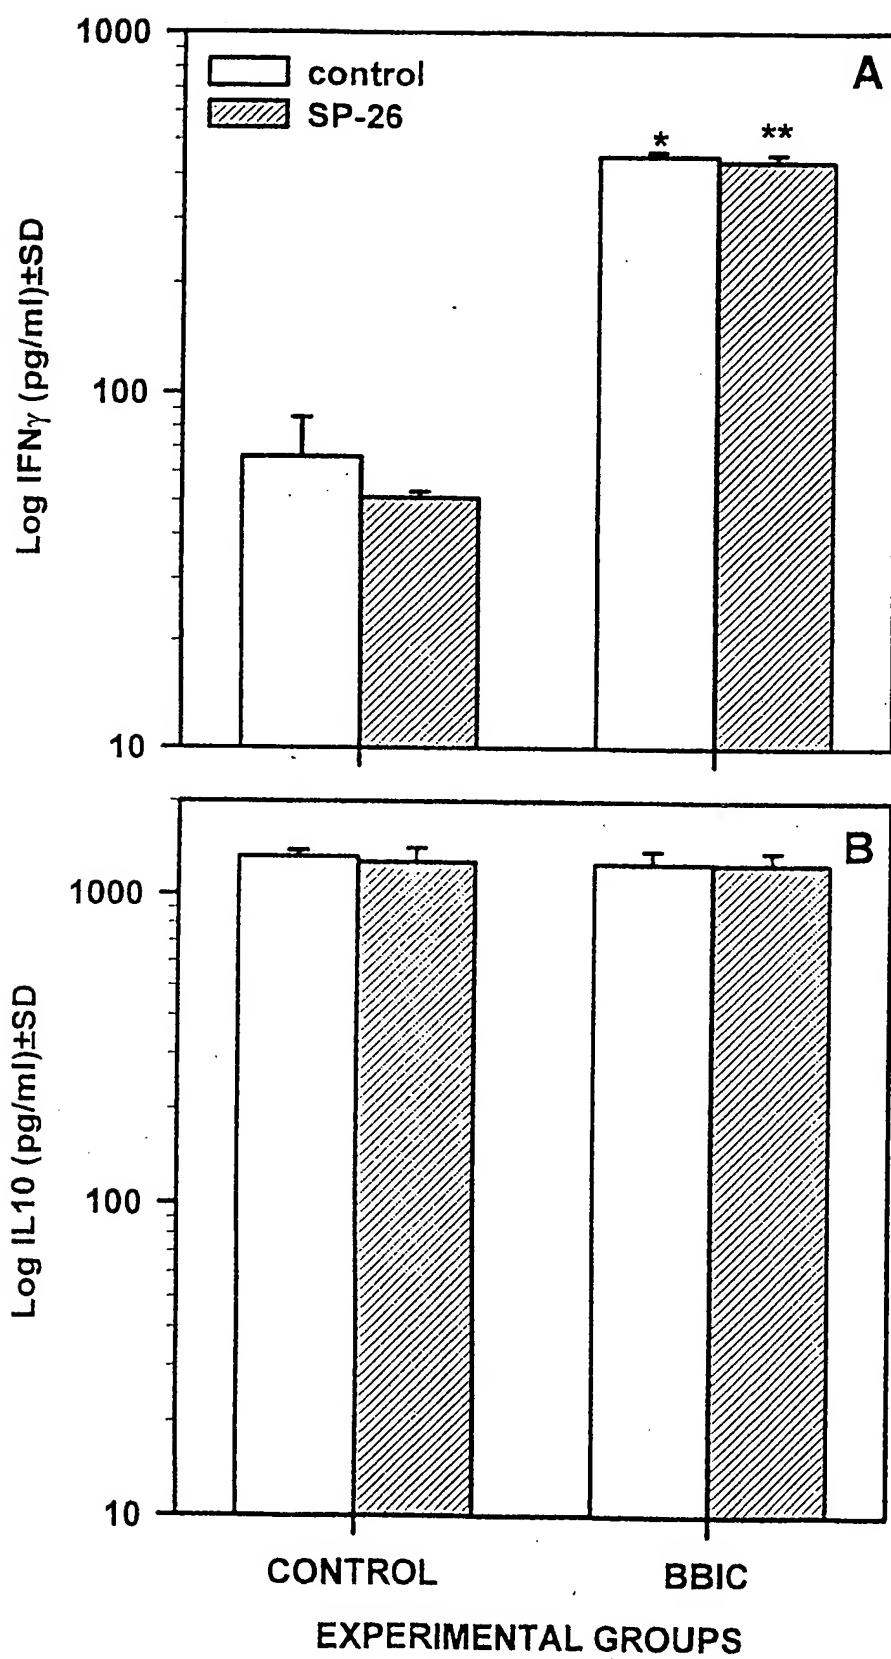 1000
control
SP-26
A
*
**
Log IFNγ (pg/ml)±SD
100
10
B
1000
Log IL10 (pg/ml)±SD
100
10
CONTROL
BBIC
EXPERIMENTAL GROUPS